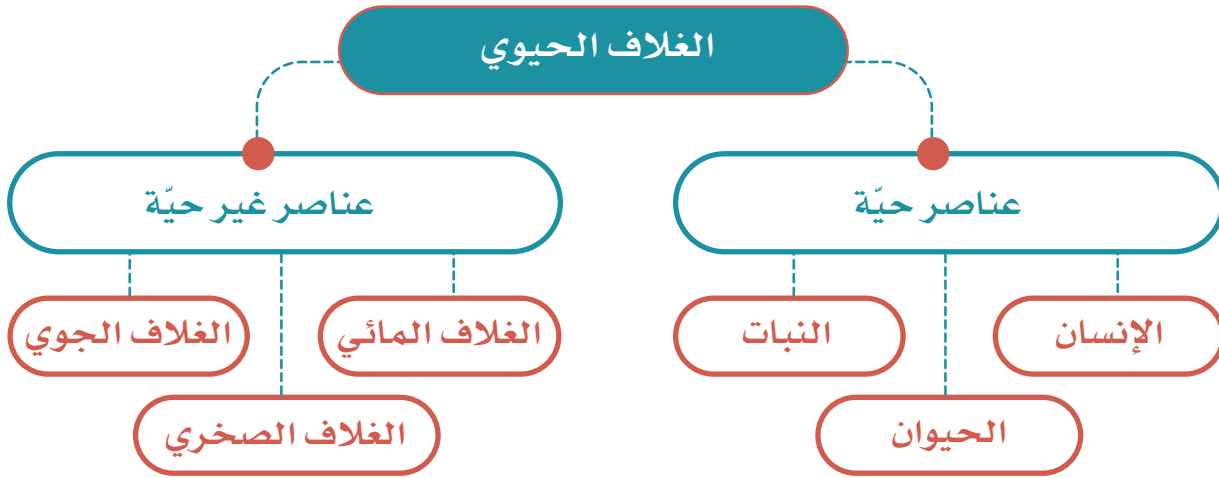 الغلاف الحيوي
عناصر حيّة
عناصر غير حيّة
الإنسان
النبات
الغلاف المائي
الغلاف الجوي
الحيوان
الغلاف الصخري